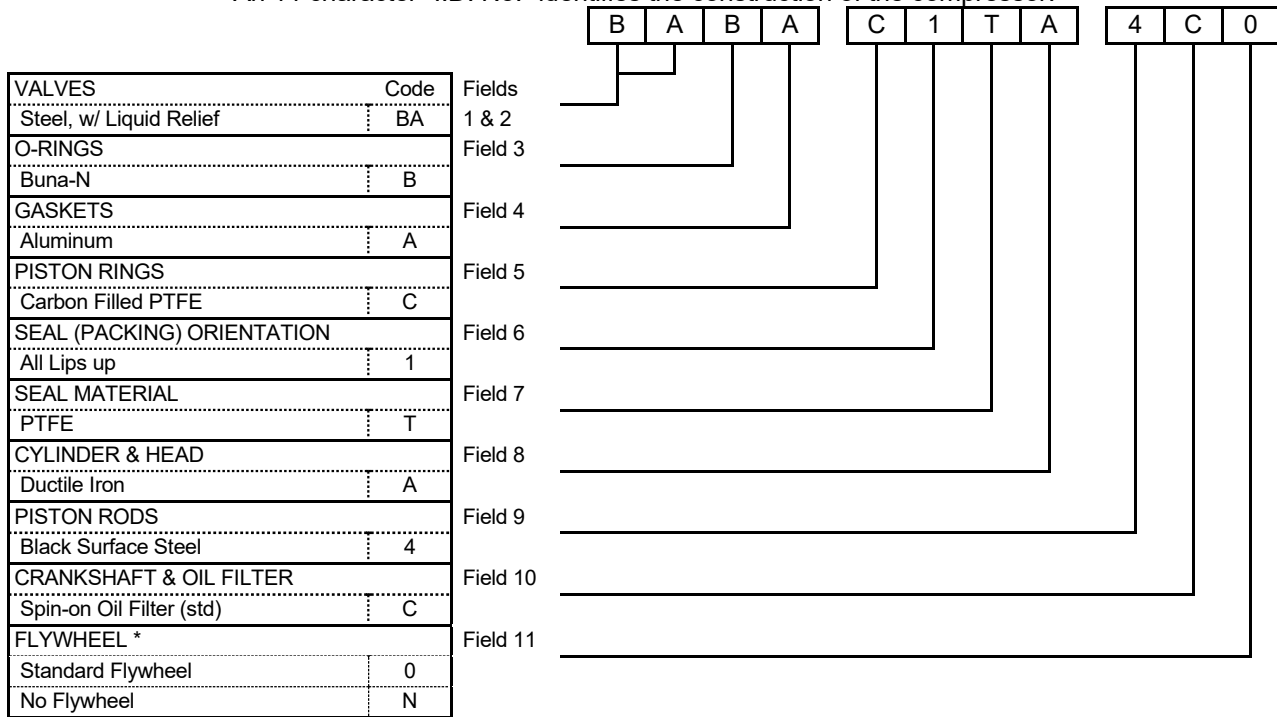 B A B A C 1 T A 4 C 0
VALVES Code Fields
Steel, w/ Liquid Relief BA 1 & 2
O-RINGS Field 3
Buna-N B
GASKETS Field 4
Aluminum A
PISTON RINGS Field 5
Carbon Filled PTFE C
SEAL (PACKING) ORIENTATION Field 6
All Lips up 1
SEAL MATERIAL Field 7
PTFE T
CYLINDER & HEAD Field 8
Ductile Iron A
PISTON RODS Field 9
Black Surface Steel 4
CRANKSHAFT & OIL FILTER Field 10
Spin-on Oil Filter (std) C
FLYWHEEL * Field 11
Standard Flywheel 0
No Flywheel N